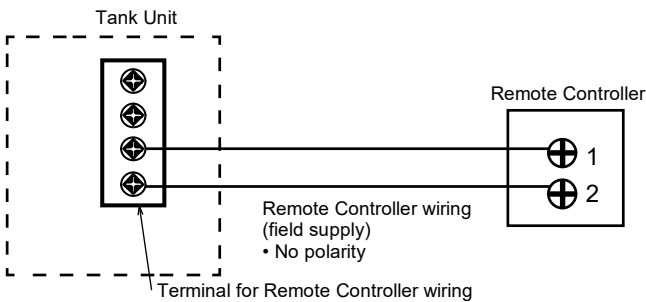 Tank Unit
Remote Controller
1
2
Remote Controller wiring
(field supply)
• No polarity
Terminal for Remote Controller wiring